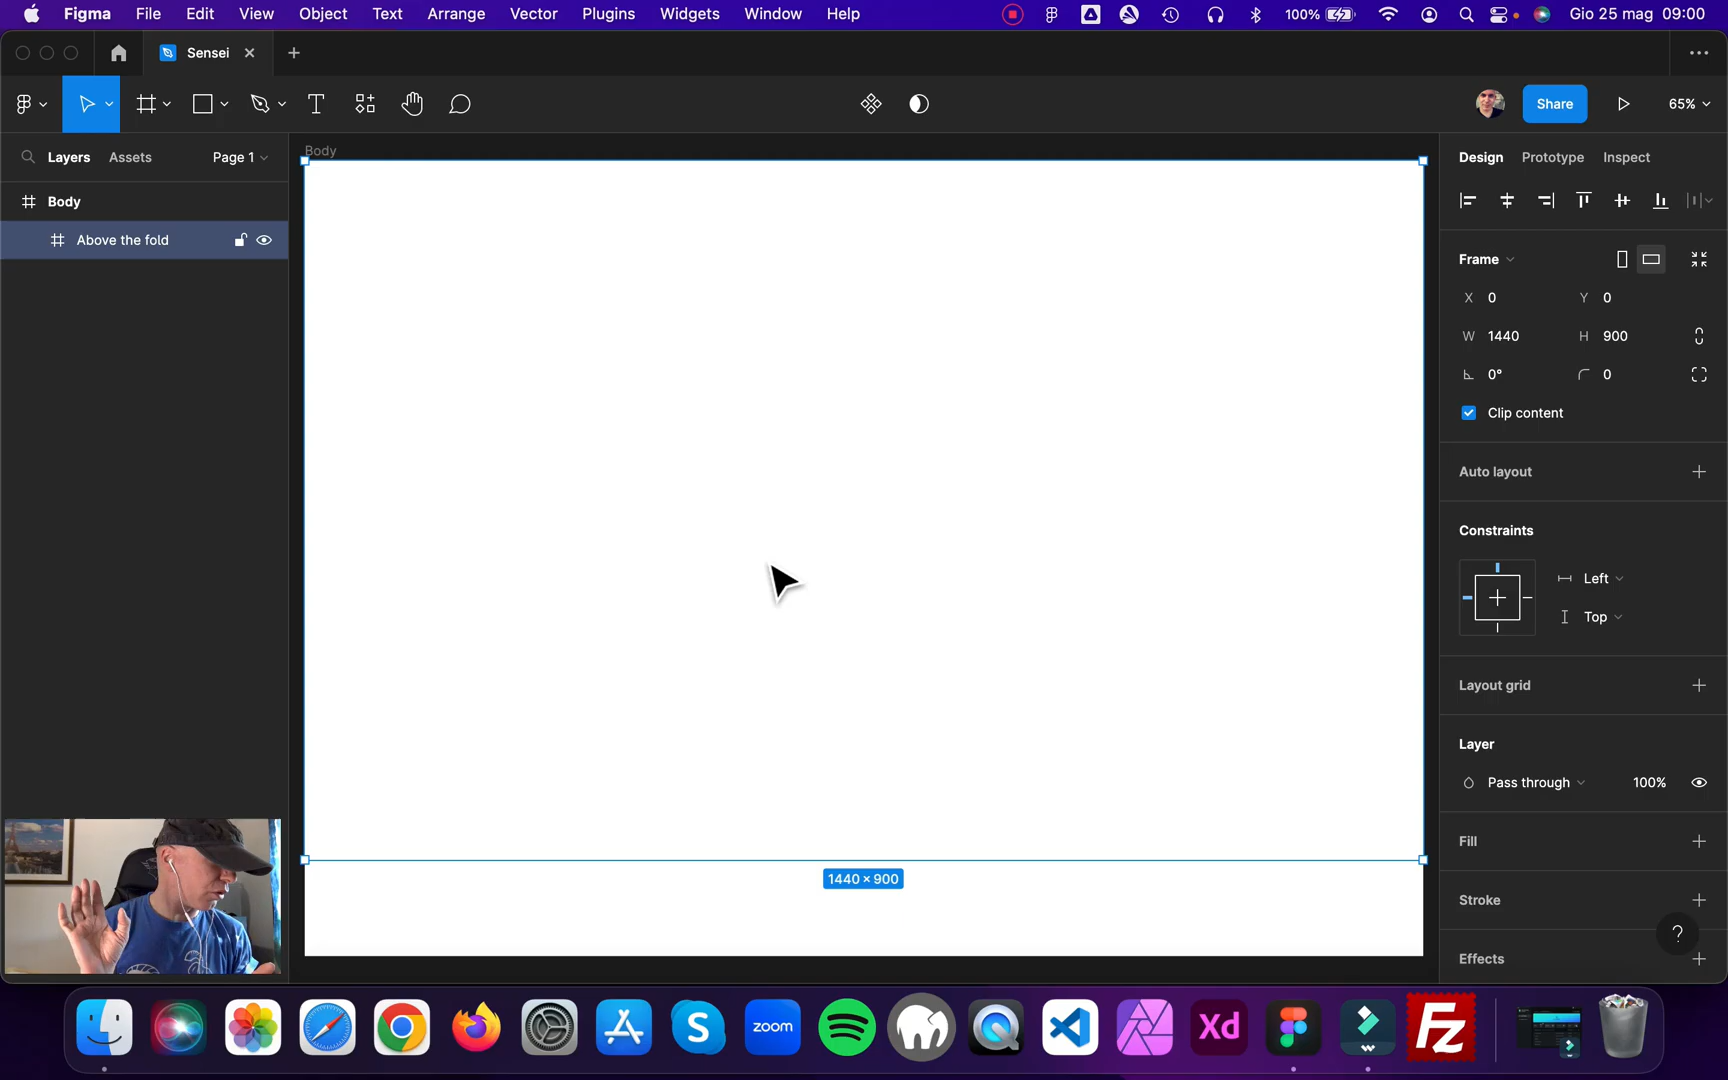 Figma File Edit View Object Text Arrange Vector Plugins Widgets Window Help 100% Gio 25 mag 09:00
Sensei
Share 65%
Layers Assets Page 1
Body
Above the fold
Body
1440 × 900
Design Prototype Inspect
Frame
X 0 Y 0
W 1440 H 900
0° 0
Clip content
Auto layout
Constraints
Left
Top
Layout grid
Layer
Pass through 100%
Fill
Stroke
?
Effects
S zoom Xd Fz